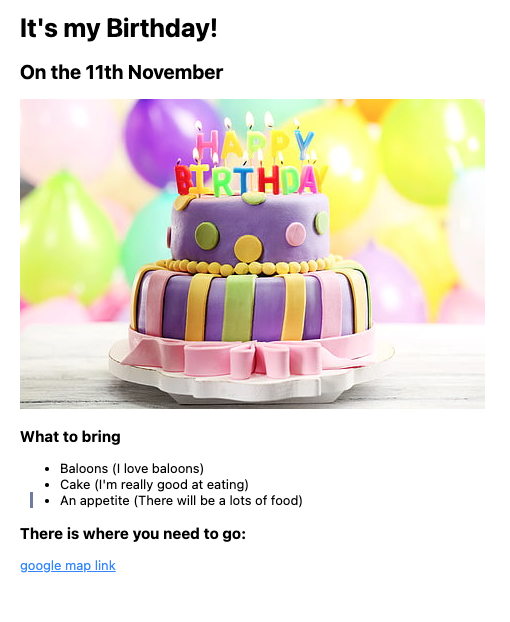 It's my Birthday!
On the 11th November
HAPPY
BIRTHDAY
What to bring
Baloons (I love baloons)
Cake (I'm really good at eating)
An appetite (There will be a lots of food)
There is where you need to go:
google map link